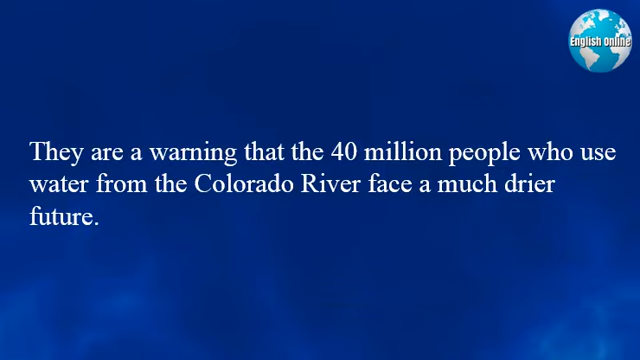 English Online
They are a warning that the 40 million people who use
water from the Colorado River face a much drier
future.